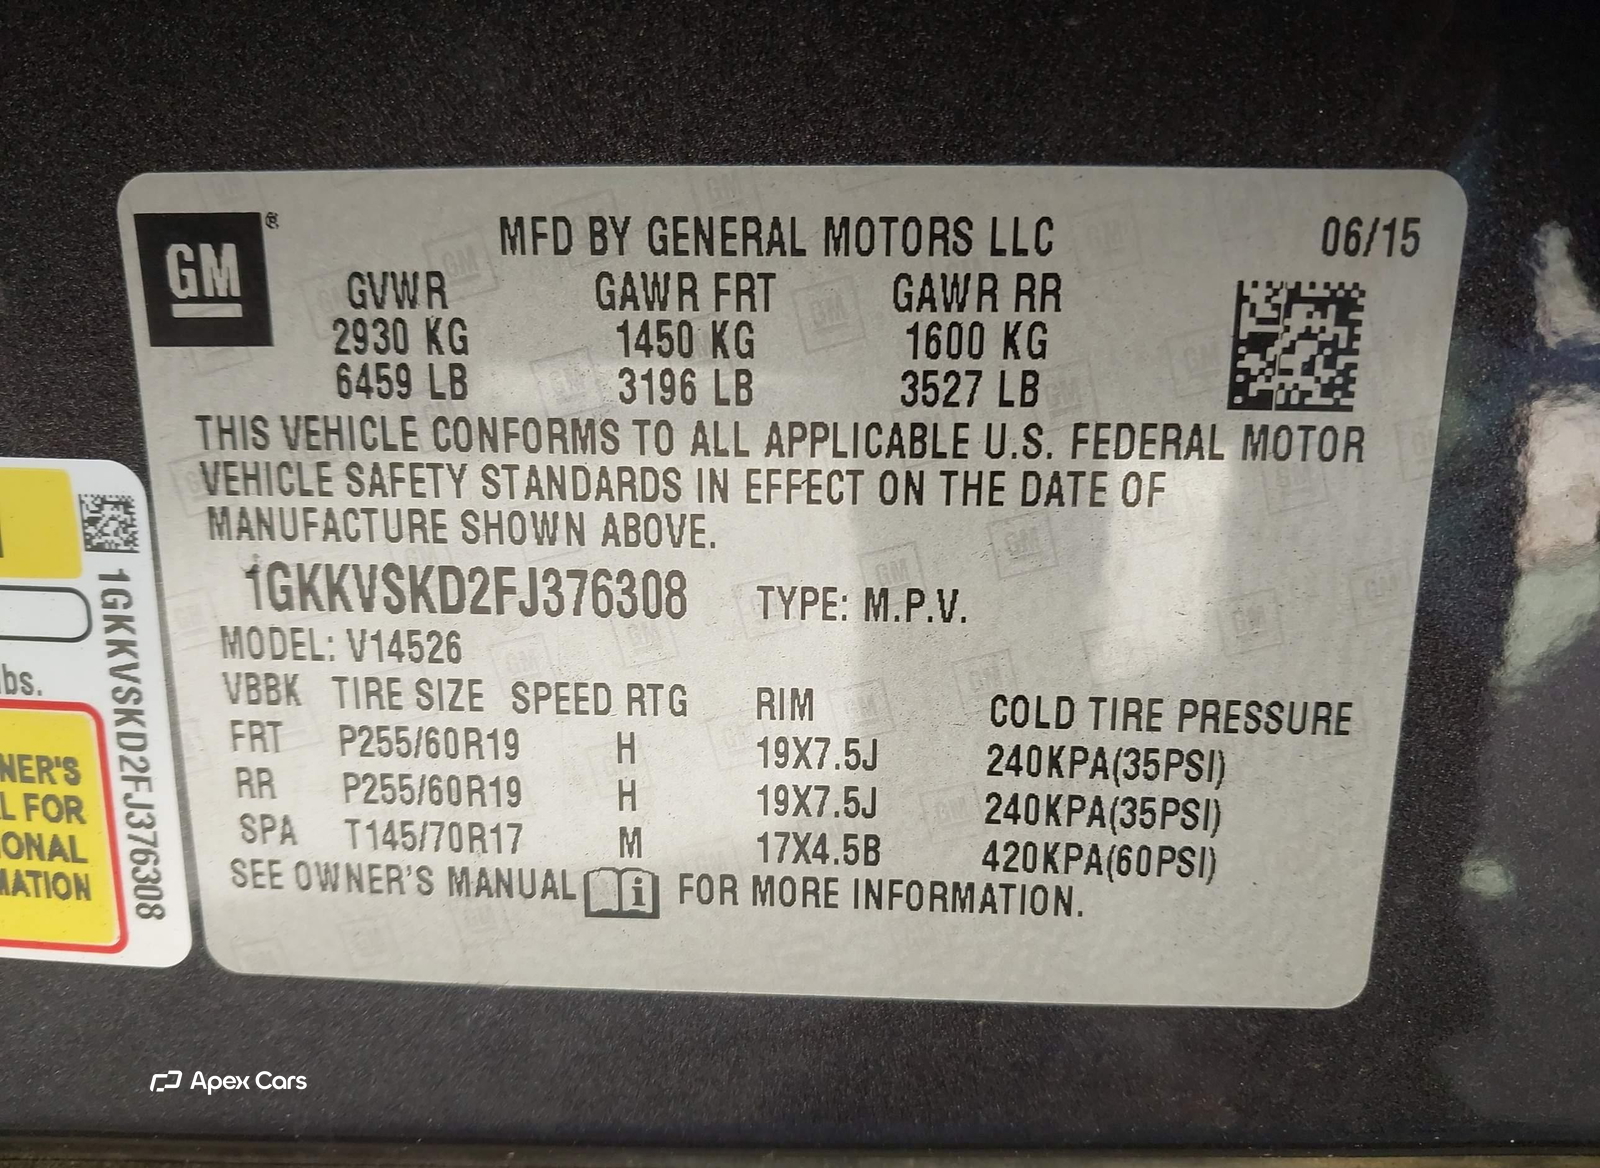 GM ®
MFD BY GENERAL MOTORS LLC 06/15
GVWR GAWR FRT GAWR RR
2930 KG 1450 KG 1600 KG
6459 LB 3196 LB 3527 LB
THIS VEHICLE CONFORMS TO ALL APPLICABLE U.S. FEDERAL MOTOR
VEHICLE SAFETY STANDARDS IN EFFECT ON THE DATE OF
MANUFACTURE SHOWN ABOVE.
1GKKVSKD2FJ376308 TYPE: M.P.V.
MODEL: V14526
VBBK TIRE SIZE SPEED RTG RIM COLD TIRE PRESSURE
FRT P255/60R19 H 19X7.5J 240KPA(35PSI)
RR P255/60R19 H 19X7.5J 240KPA(35PSI)
SPA T145/70R17 M 17X4.5B 420KPA(60PSI)
SEE OWNER'S MANUAL i FOR MORE INFORMATION.
1GKKVSKD2FJ376308
bs.
NER'S
L FOR
ONAL
MATION
Apex Cars